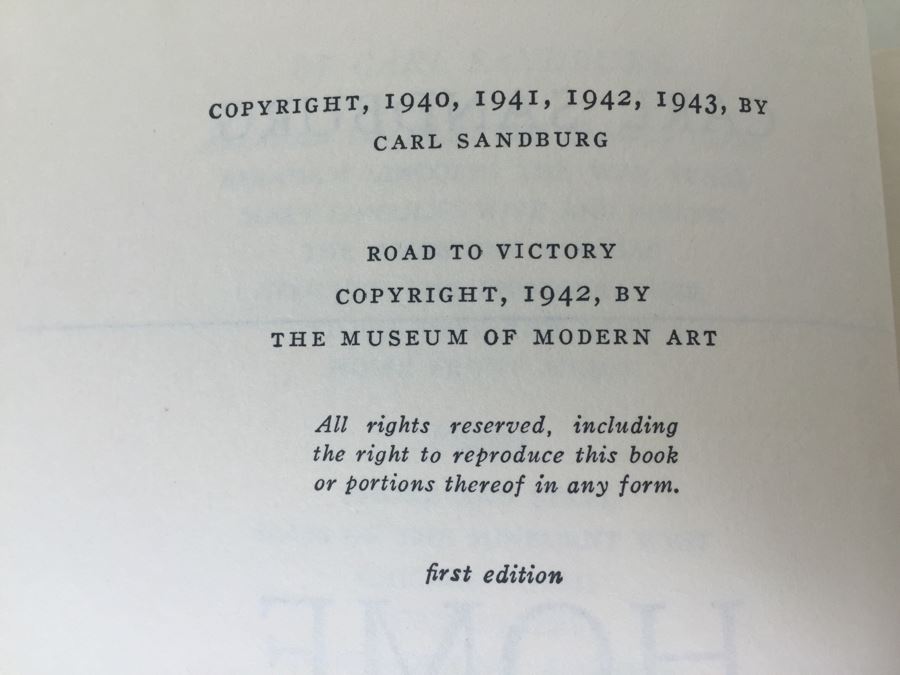 COPYRIGHT, 1940, 1941, 1942, 1943, BY
CARL SANDBURG
ROAD TO VICTORY
COPYRIGHT, 1942, BY
THE MUSEUM OF MODERN ART
All rights reserved, including
the right to reproduce this book
or portions thereof in any form.
first edition
HOME